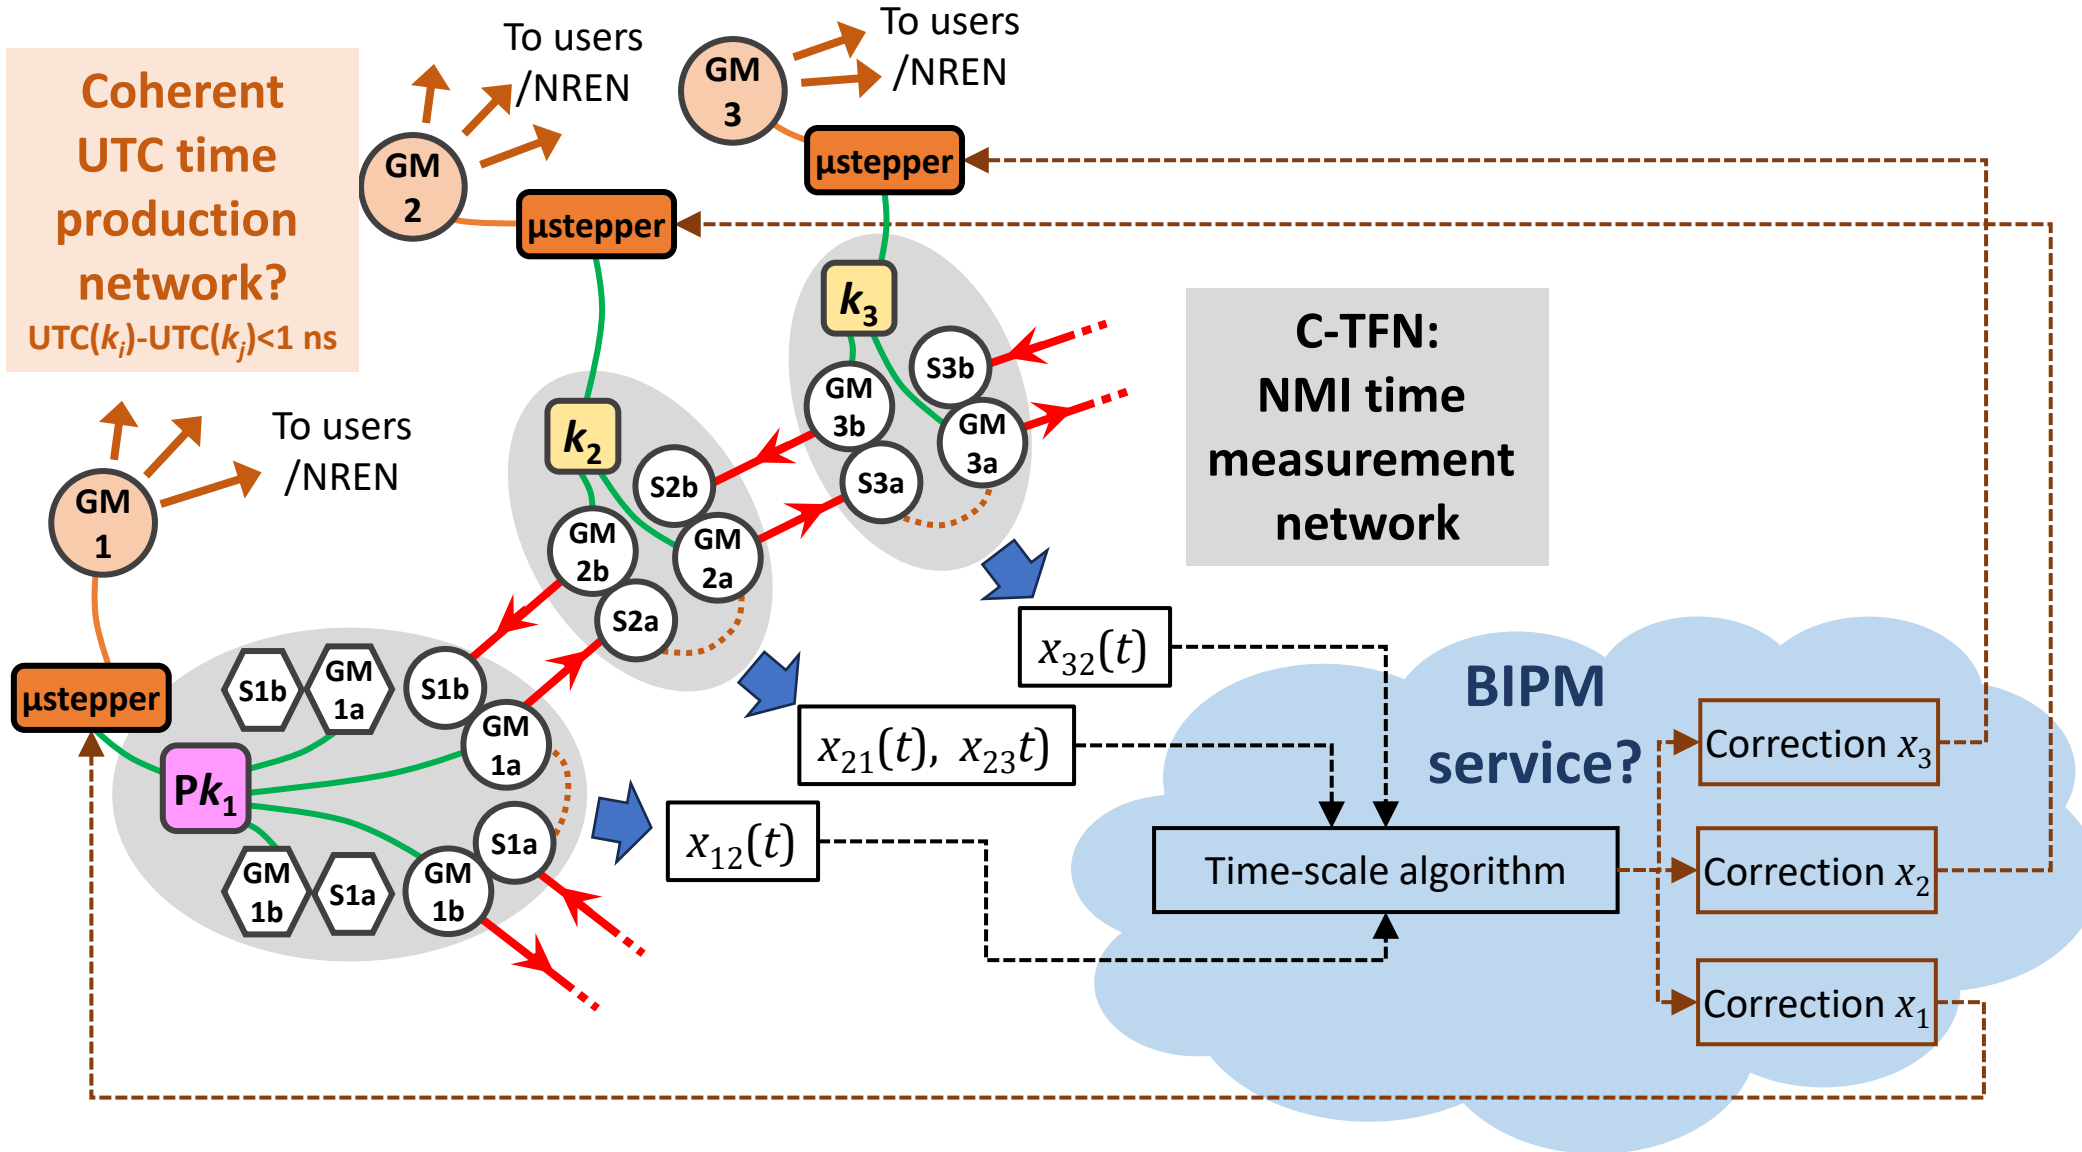 Coherent
UTC time
production
network?
UTC(kᵢ)-UTC(kⱼ)<1 ns
GM
1
To users
/NREN
GM
2
To users
/NREN
GM
3
To users
/NREN
µstepper
µstepper
µstepper
k₃
S3b
GM
3b
GM
3a
S3a
k₂
S2b
GM
2b
GM
2a
S2a
S1b
GM
1a
S1b
GM
1a
Pk₁
S1a
GM
1b
S1a
GM
1b
C-TFN:
NMI time
measurement
network
x₃₂(t)
x₂₁(t), x₂₃t)
x₁₂(t)
BIPM
service?
Time-scale algorithm
Correction x₃
Correction x₂
Correction x₁